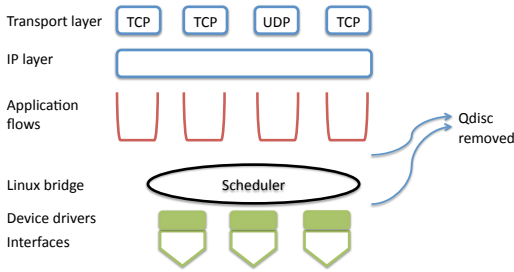 Transport layer TCP TCP UDP TCP
IP layer
Application
flows
Qdisc
removed
Linux bridge Scheduler
Device drivers
Interfaces